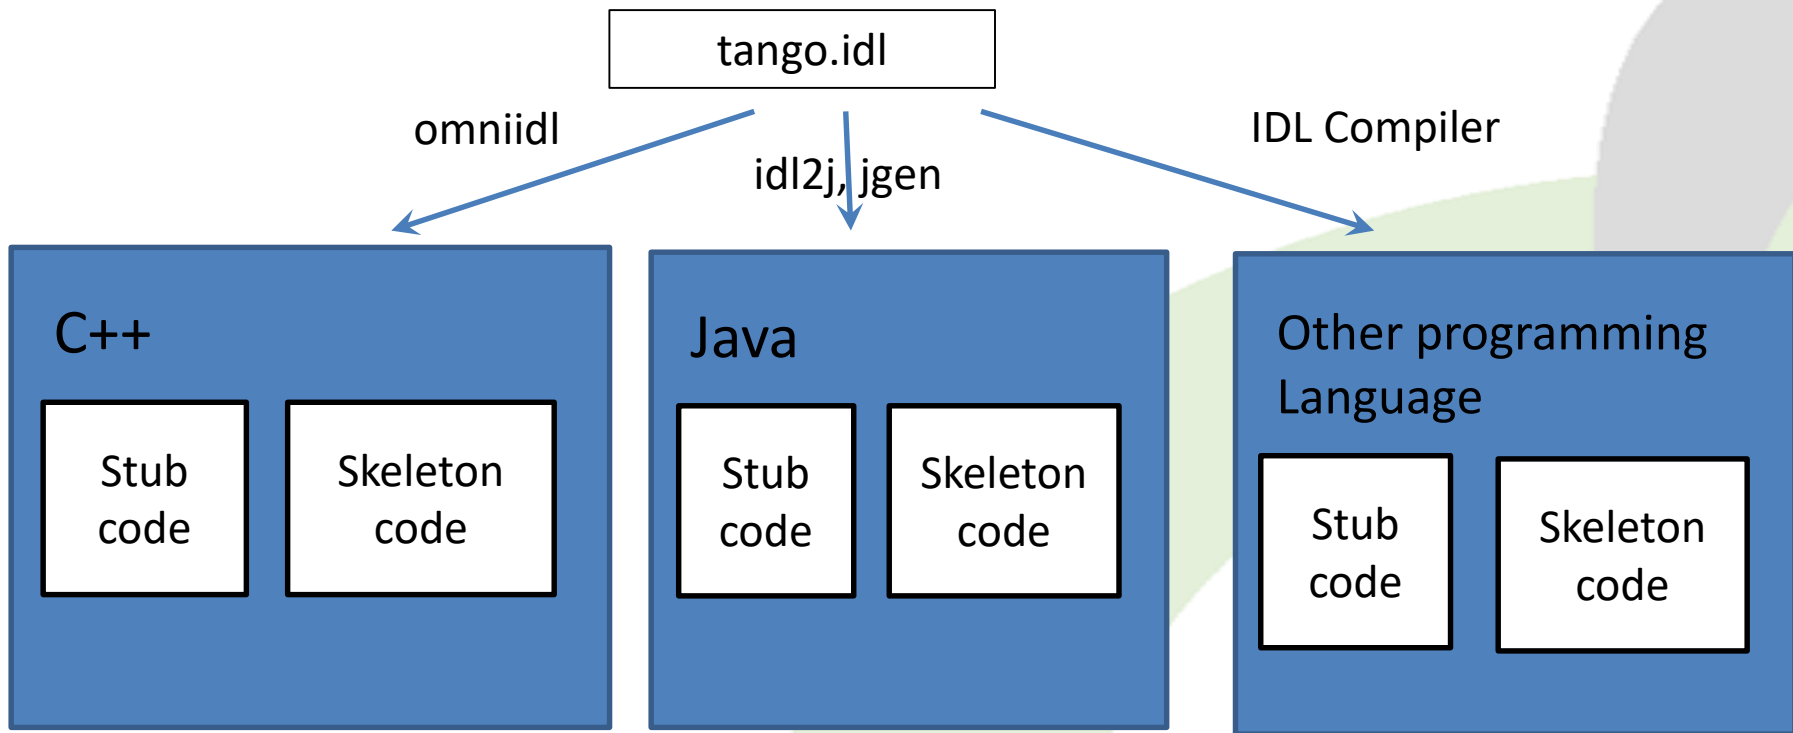 tango.idl
omniidl
idl2j, jgen
IDL Compiler
C++
Stub
code
Skeleton
code
Java
Stub
code
Skeleton
code
Other programming
Language
Stub
code
Skeleton
code